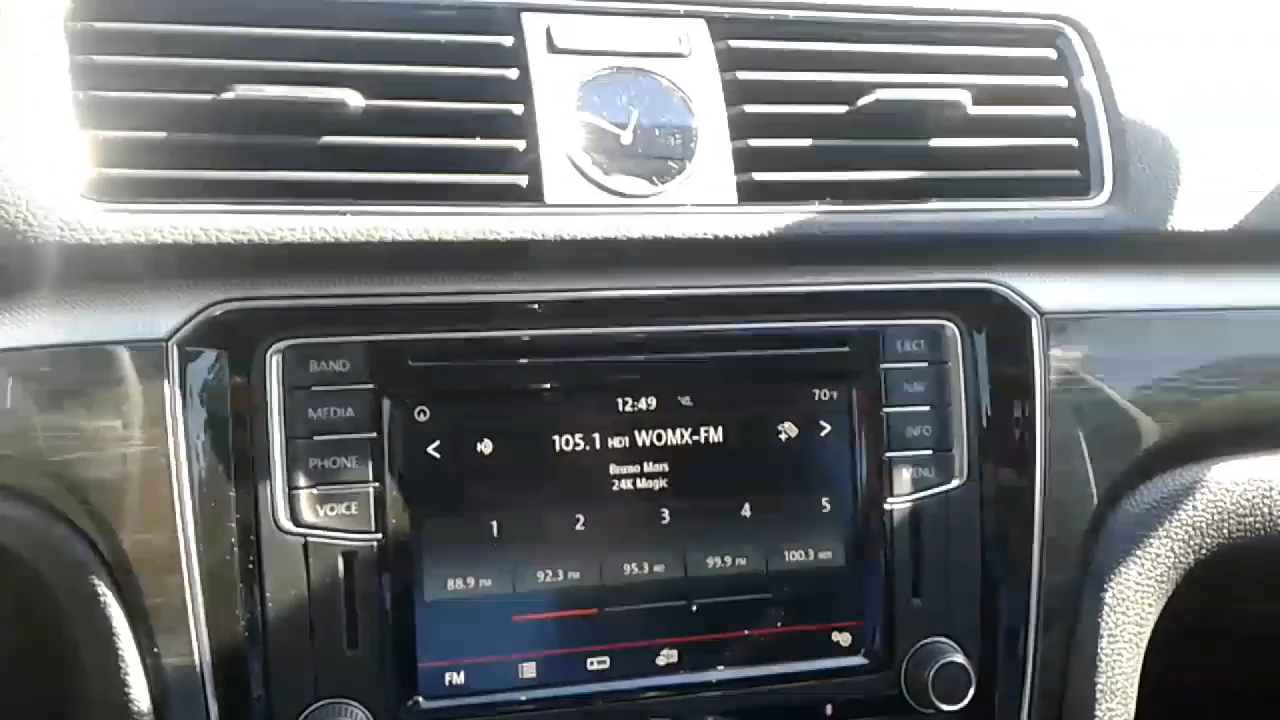 BAND
MEDIA
PHONE
VOICE
EJECT
NAV
INFO
MENU
12:49
70°F
105.1 HD1 WOMX-FM
Bruno Mars
24K Magic
1 2 3 4 5
88.9 FM 92.3 FM 95.3 HD 99.9 FM 100.3 HD1
FM